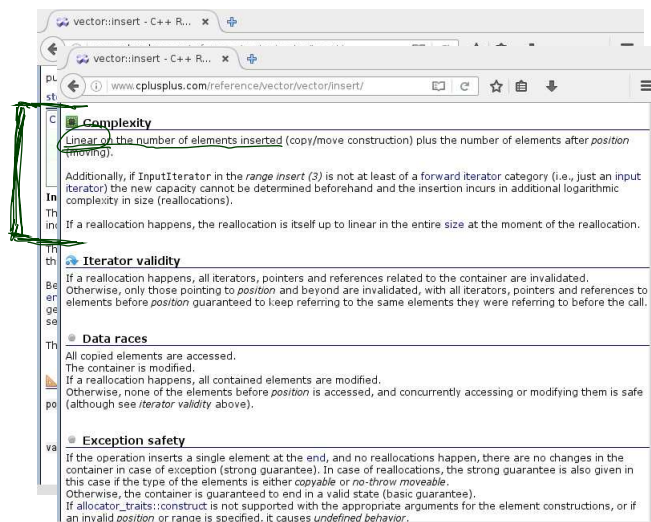 vector::insert - C++ R...
vector::insert - C++ R...
www.cplusplus.com/reference/vector/vector/insert/
Complexity
Linear on the number of elements inserted (copy/move construction) plus the number of elements after position
(moving).
Additionally, if InputIterator in the range insert (3) is not at least of a forward iterator category (i.e., just an input
iterator) the new capacity cannot be determined beforehand and the insertion incurs in additional logarithmic
complexity in size (reallocations).
If a reallocation happens, the reallocation is itself up to linear in the entire size at the moment of the reallocation.
Iterator validity
If a reallocation happens, all iterators, pointers and references related to the container are invalidated.
Otherwise, only those pointing to position and beyond are invalidated, with all iterators, pointers and references to
elements before position guaranteed to keep referring to the same elements they were referring to before the call.
Data races
All copied elements are accessed.
The container is modified.
If a reallocation happens, all contained elements are modified.
Otherwise, none of the elements before position is accessed, and concurrently accessing or modifying them is safe
(although see iterator validity above).
Exception safety
If the operation inserts a single element at the end, and no reallocations happen, there are no changes in the
container in case of exception (strong guarantee). In case of reallocations, the strong guarantee is also given in
this case if the type of the elements is either copyable or no-throw moveable.
Otherwise, the container is guaranteed to end in a valid state (basic guarantee).
If allocator_traits::construct is not supported with the appropriate arguments for the element constructions, or if
an invalid position or range is specified, it causes undefined behavior.